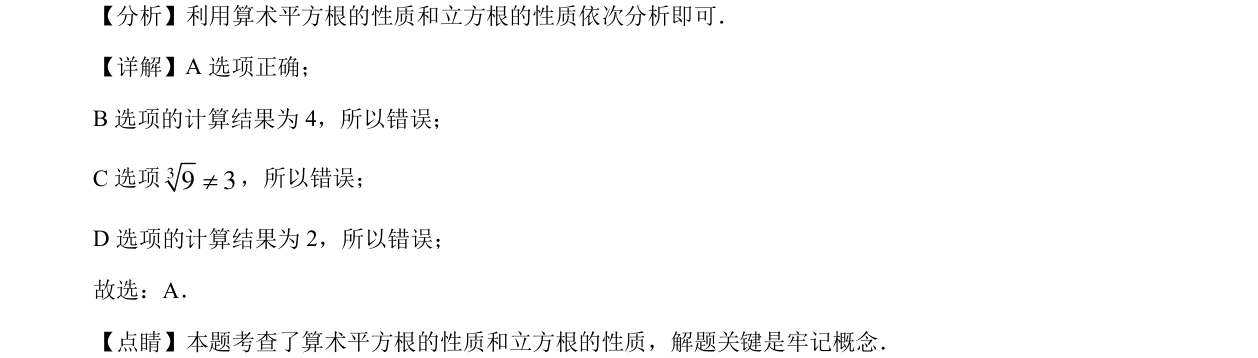 【分析】利用算术平方根的性质和立方根的性质依次分析即可．
【详解】A 选项正确；
B 选项的计算结果为 4，所以错误；
C 选项 ∛9 ≠ 3，所以错误；
D 选项的计算结果为 2，所以错误；
故选：A．
【点睛】本题考查了算术平方根的性质和立方根的性质，解题关键是牢记概念．